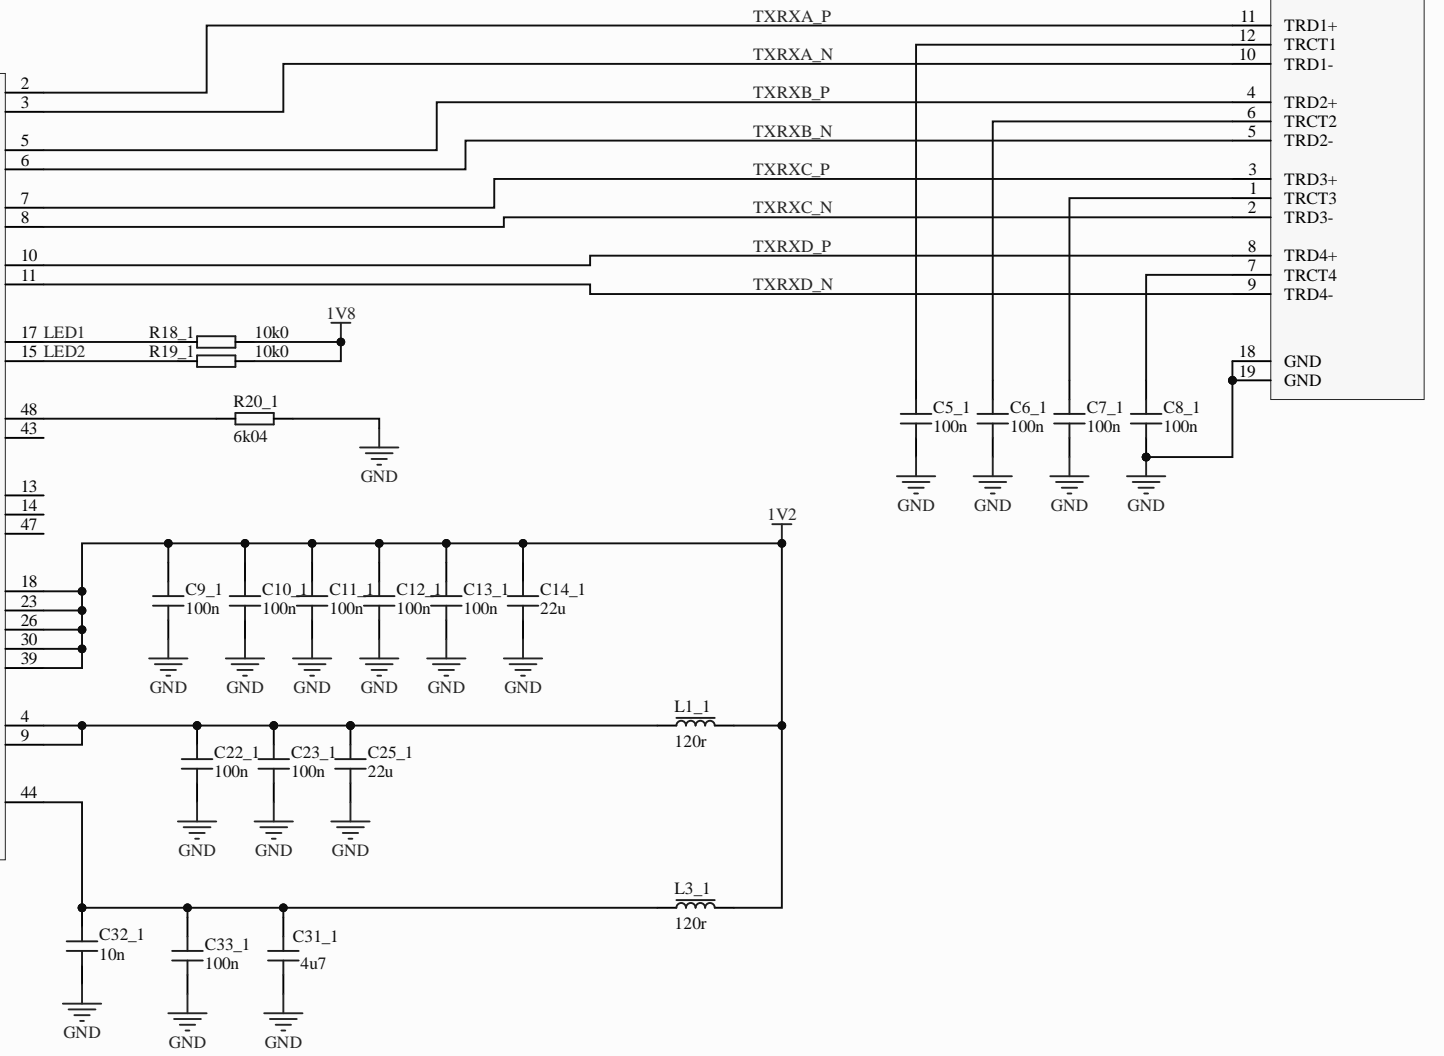 TXRXA_P 11 TRD1+
12 TRCT1
TXRXA_N 10 TRD1-
2
3
TXRXB_P 4 TRD2+
6 TRCT2
5 TXRXB_N 5 TRD2-
6
TXRXC_P 3 TRD3+
7 1 TRCT3
8 TXRXC_N 2 TRD3-
10 TXRXD_P 8 TRD4+
11 7 TRCT4
TXRXD_N 9 TRD4-
1V8
17 LED1 R18_1 10k0
15 LED2 R19_1 10k0
18 GND
19 GND
R20_1
48
43 6k04
GND
C5_1 C6_1 C7_1 C8_1
100n 100n 100n 100n
GND GND GND GND
13
14
47
1V2
18
23
26
30
39
C9_1 C10_1 C11_1 C12_1 C13_1 C14_1
100n 100n 100n 100n 100n 22u
GND GND GND GND GND GND
4
9
L1_1
120r
C22_1 C23_1 C25_1
100n 100n 22u
GND GND GND
44
L3_1
120r
C32_1 C33_1 C31_1
10n 100n 4u7
GND GND GND